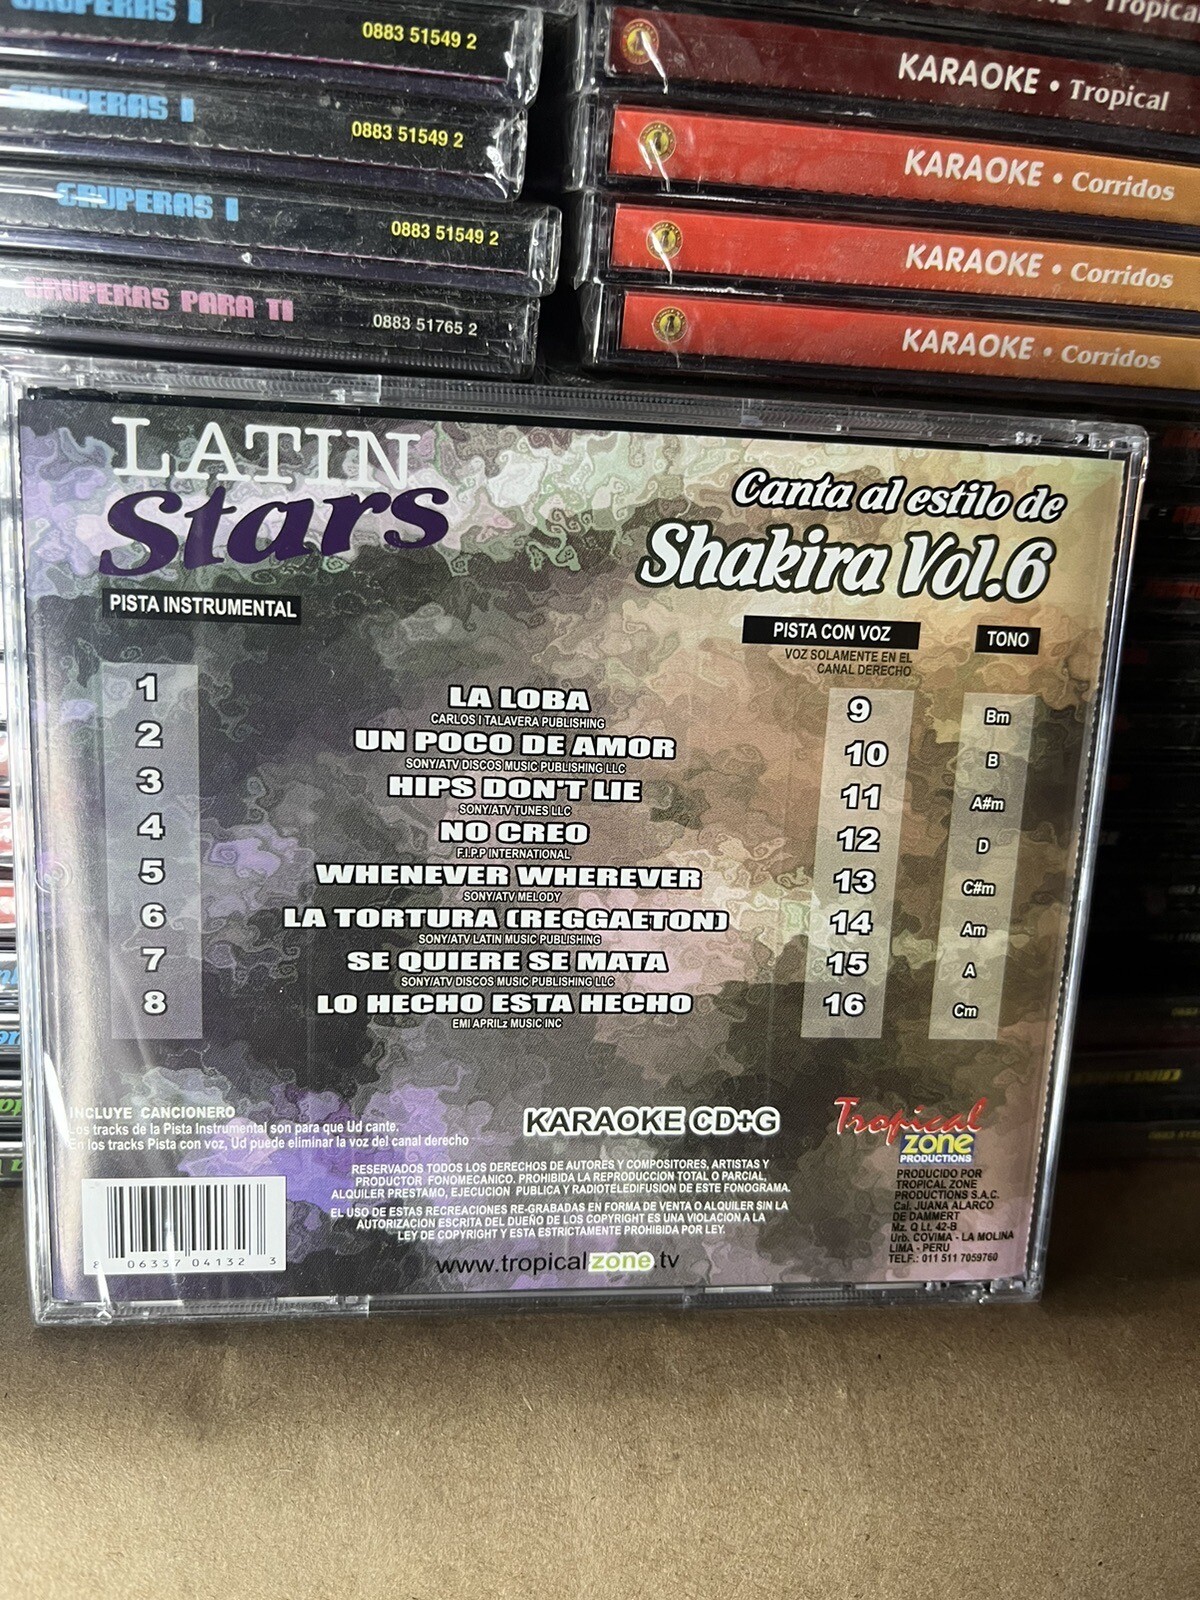 GRUPERAS I
0883 51549 2
GRUPERAS I
0883 51549 2
GRUPERAS I
0883 51549 2
GRUPERAS PARA TI
0883 51765 2
Tropical
KARAOKE • Tropical
KARAOKE • Corridos
KARAOKE • Corridos
KARAOKE • Corridos
LATIN
Stars
Canta al estilo de
Shakira Vol.6
PISTA INSTRUMENTAL
PISTA CON VOZ
TONO
VOZ SOLAMENTE EN EL
CANAL DERECHO
1 LA LOBA 9 Bm
CARLOS I TALAVERA PUBLISHING
2 UN POCO DE AMOR 10 B
SONY/ATV DISCOS MUSIC PUBLISHING LLC
3 HIPS DON'T LIE 11 A#m
SONY/ATV TUNES LLC
4 NO CREO 12 D
F.I.P.P INTERNATIONAL
5 WHENEVER WHEREVER 13 C#m
SONY/ATV MELODY
6 LA TORTURA (REGGAETON) 14 Am
SONY/ATV LATIN MUSIC PUBLISHING
7 SE QUIERE SE MATA 15 A
SONY/ATV DISCOS MUSIC PUBLISHING LLC
8 LO HECHO ESTA HECHO 16 Cm
EMI APRILz MUSIC INC
INCLUYE CANCIONERO
Los tracks de la Pista Instrumental son para que Ud cante.
En los tracks Pista con voz, Ud puede eliminar la voz del canal derecho
KARAOKE CD+G
Tropical
zone
PRODUCTIONS
RESERVADOS TODOS LOS DERECHOS DE AUTORES Y COMPOSITORES, ARTISTAS Y
PRODUCTOR FONOMECANICO. PROHIBIDA LA REPRODUCCION TOTAL O PARCIAL,
ALQUILER PRESTAMO, EJECUCION PUBLICA Y RADIOTELEDIFUSION DE ESTE FONOGRAMA.
EL USO DE ESTAS RECREACIONES RE-GRABADAS EN FORMA DE VENTA O ALQUILER SIN LA
AUTORIZACION ESCRITA DEL DUEÑO DE LOS COPYRIGHT ES UNA VIOLACION A LA
LEY DE COPYRIGHT Y ESTA ESTRICTAMENTE PROHIBIDA POR LEY.
www.tropicalzone.tv
PRODUCIDO POR
TROPICAL ZONE
PRODUCTIONS S.A.C.
Cal. JUANA ALARCO
DE DAMMERT
Mz. Q Lt. 42-B
Urb. COVIMA - LA MOLINA
LIMA - PERU
TELF.: 011 511 7059760
8 06337 04132 3